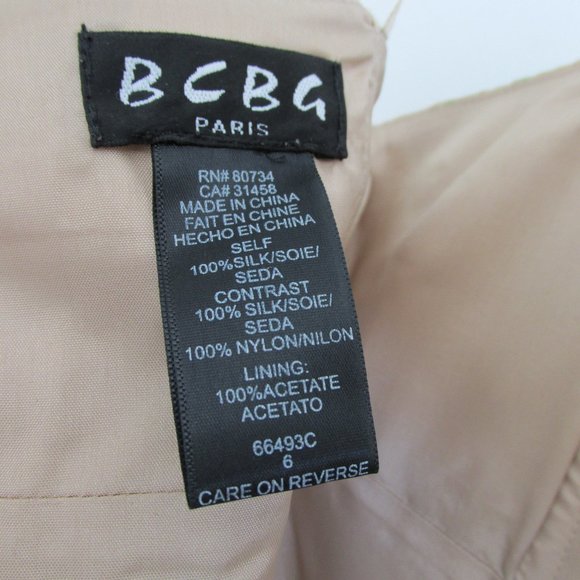 BCBG
PARIS
RN# 80734
CA# 31458
MADE IN CHINA
FAIT EN CHINE
HECHO EN CHINA
SELF
100%SILK/SOIE/
SEDA
CONTRAST
100% SILK/SOIE/
SEDA
100% NYLON/NILON
LINING:
100%ACETATE
ACETATO
66493C
6
CARE ON REVERSE